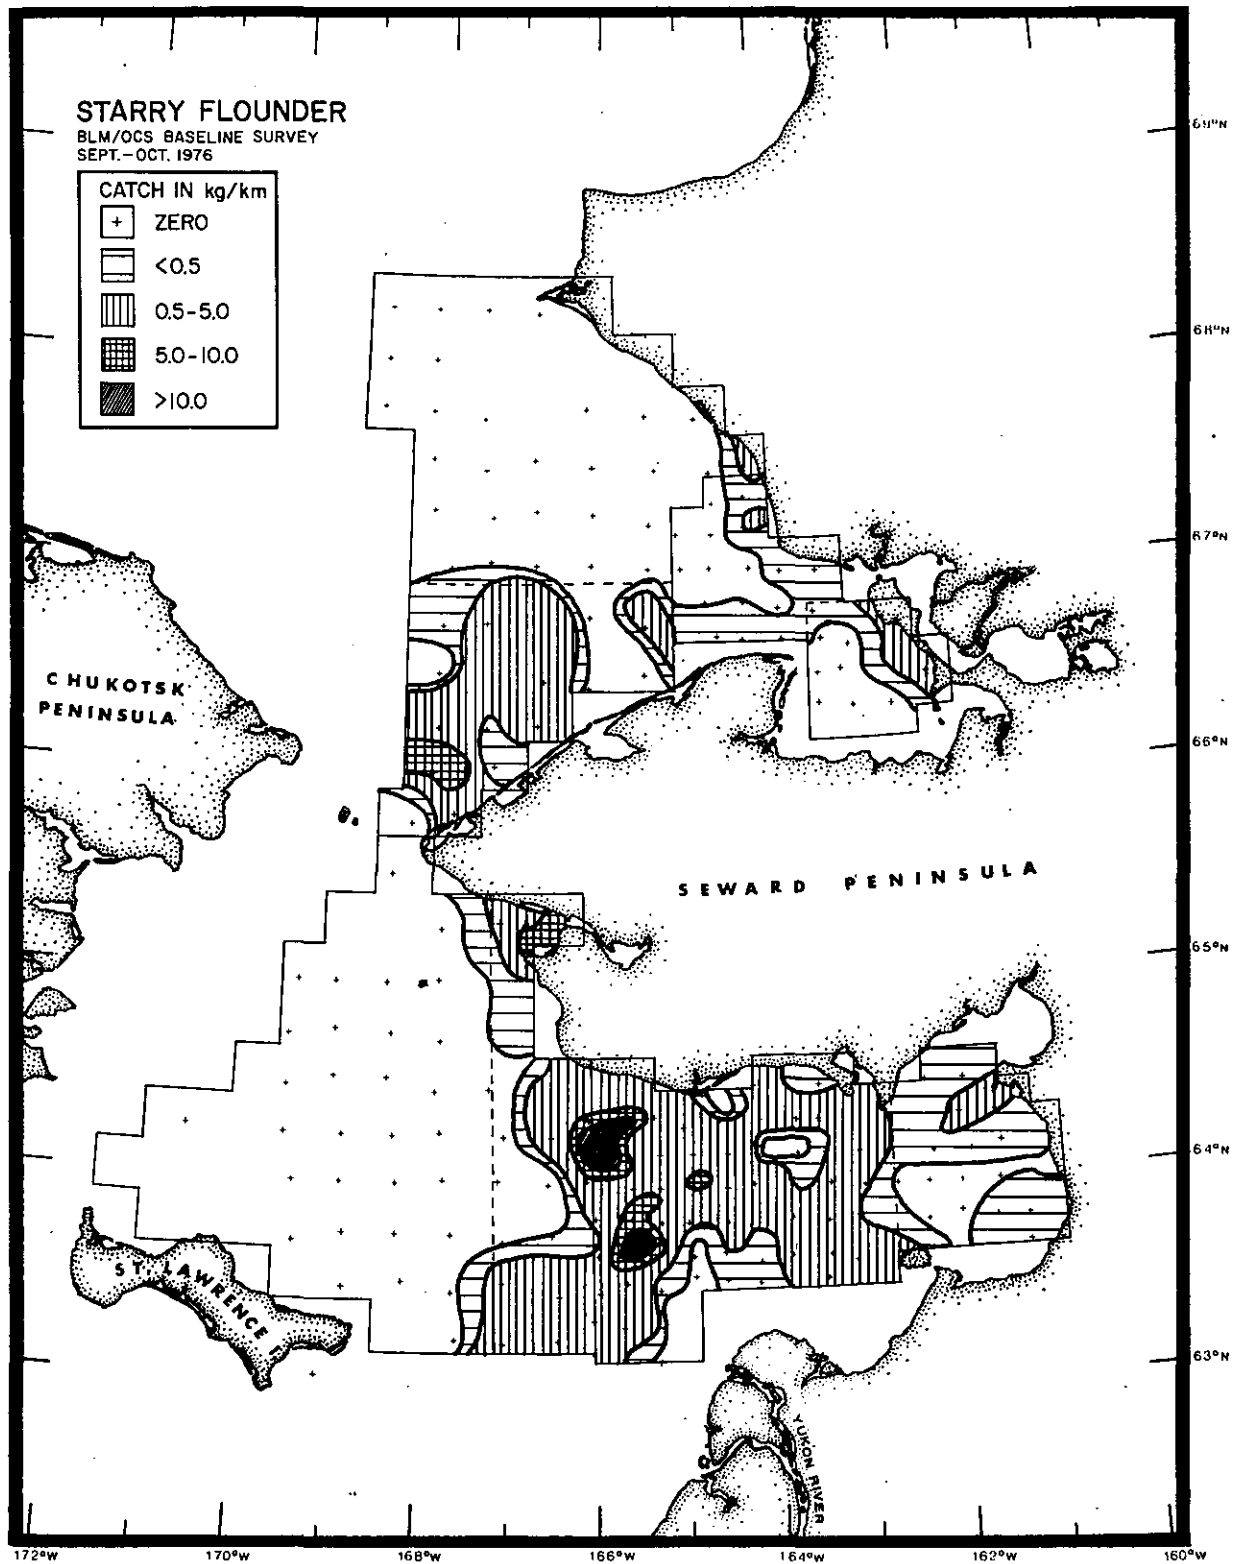 STARRY FLOUNDER
BLM/OCS BASELINE SURVEY
SEPT.-OCT. 1976
CATCH IN kg/km
+ ZERO
<0.5
0.5-5.0
5.0-10.0
>10.0
69°N
68°N
67°N
CHUKOTSK
PENINSULA
66°N
SEWARD PENINSULA
65°N
64°N
ST. LAWRENCE I
63°N
YUKON RIVER
172°W 170°W 168°W 166°W 164°W 162°W 160°W